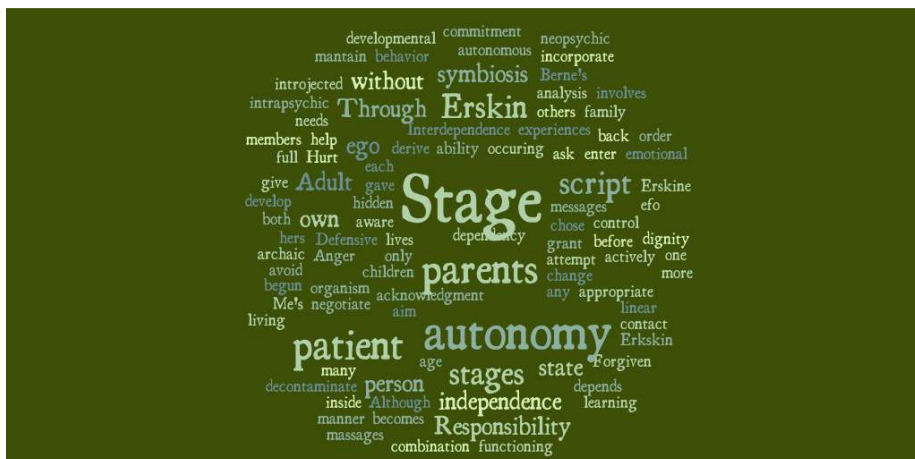 developmental commitment neopsychic
mantain behavior autonomous incorporate
introjected without symbiosis Berne's
intrapsychic Through Erskin analysis involves
needs others family
members help Interdependence experiences back order
full Hurt ego derive ability occuring ask enter emotional
each
give Adult gave Stage script Erskine
develop hidden messages efo
both own aware chose control
dependency
hers Defensive lives grant before dignity
archaic Anger only parents attempt actively one
avoid children change more
begun organism acknowledgment any appropriate
Me's negotiate aim linear
living autonomy contact
patient Erkskin
many age stages state Forgiven
decontaminate person depends
inside Although independence learning
manner becomes Responsibility
massages
combination functioning